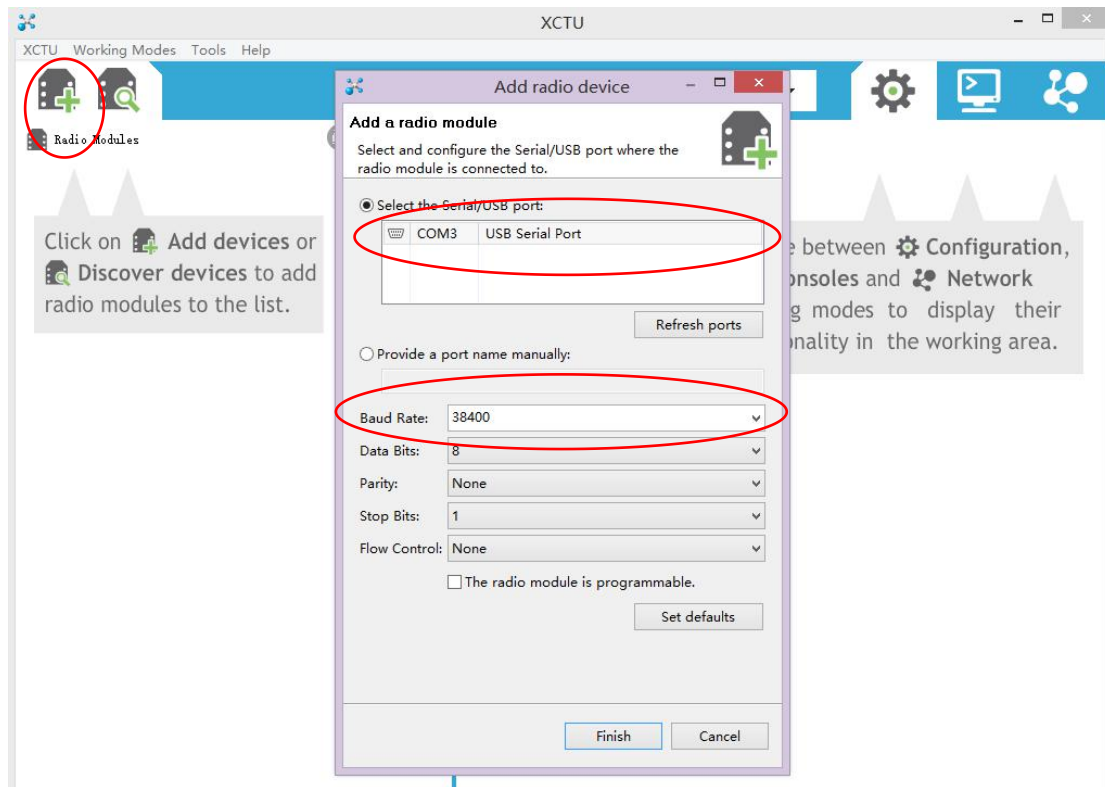 XCTU
XCTU Working Modes Tools Help
Radio Modules
Click on Add devices or
Discover devices to add
radio modules to the list.
Add radio device
Add a radio module
Select and configure the Serial/USB port where the
radio module is connected to.
Select the Serial/USB port:
COM3 USB Serial Port
Refresh ports
Provide a port name manually:
Baud Rate: 38400
Data Bits: 8
Parity: None
Stop Bits: 1
Flow Control: None
The radio module is programmable.
Set defaults
Finish Cancel
between Configuration,
and Network
modes to display their
in the working area.